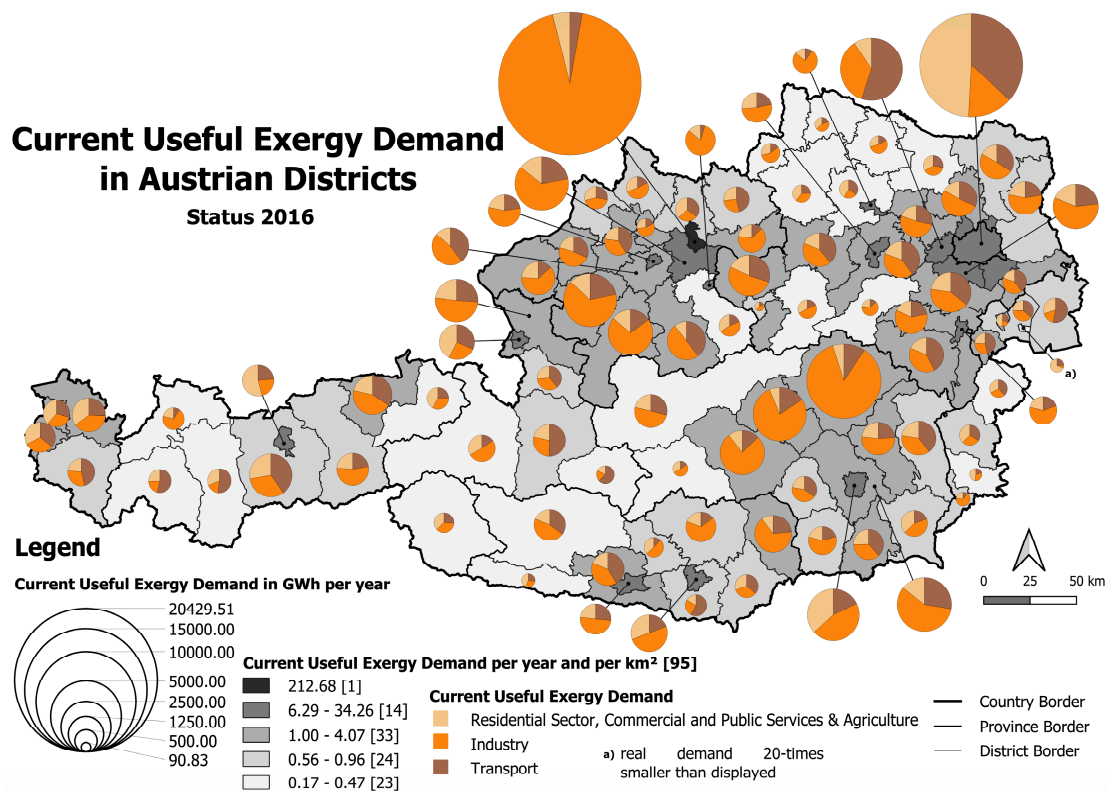 Current Useful Exergy Demand
in Austrian Districts
Status 2016
a)
0 25 50 km
Legend
Current Useful Exergy Demand in GWh per year
20429.51
15000.00
10000.00
5000.00
2500.00
1250.00
500.00
90.83
Current Useful Exergy Demand per year and per km² [95]
212.68 [1]
6.29 - 34.26 [14]
1.00 - 4.07 [33]
0.56 - 0.96 [24]
0.17 - 0.47 [23]
Current Useful Exergy Demand
Residential Sector, Commercial and Public Services & Agriculture
Industry
Transport
a) real demand 20-times
smaller than displayed
Country Border
Province Border
District Border